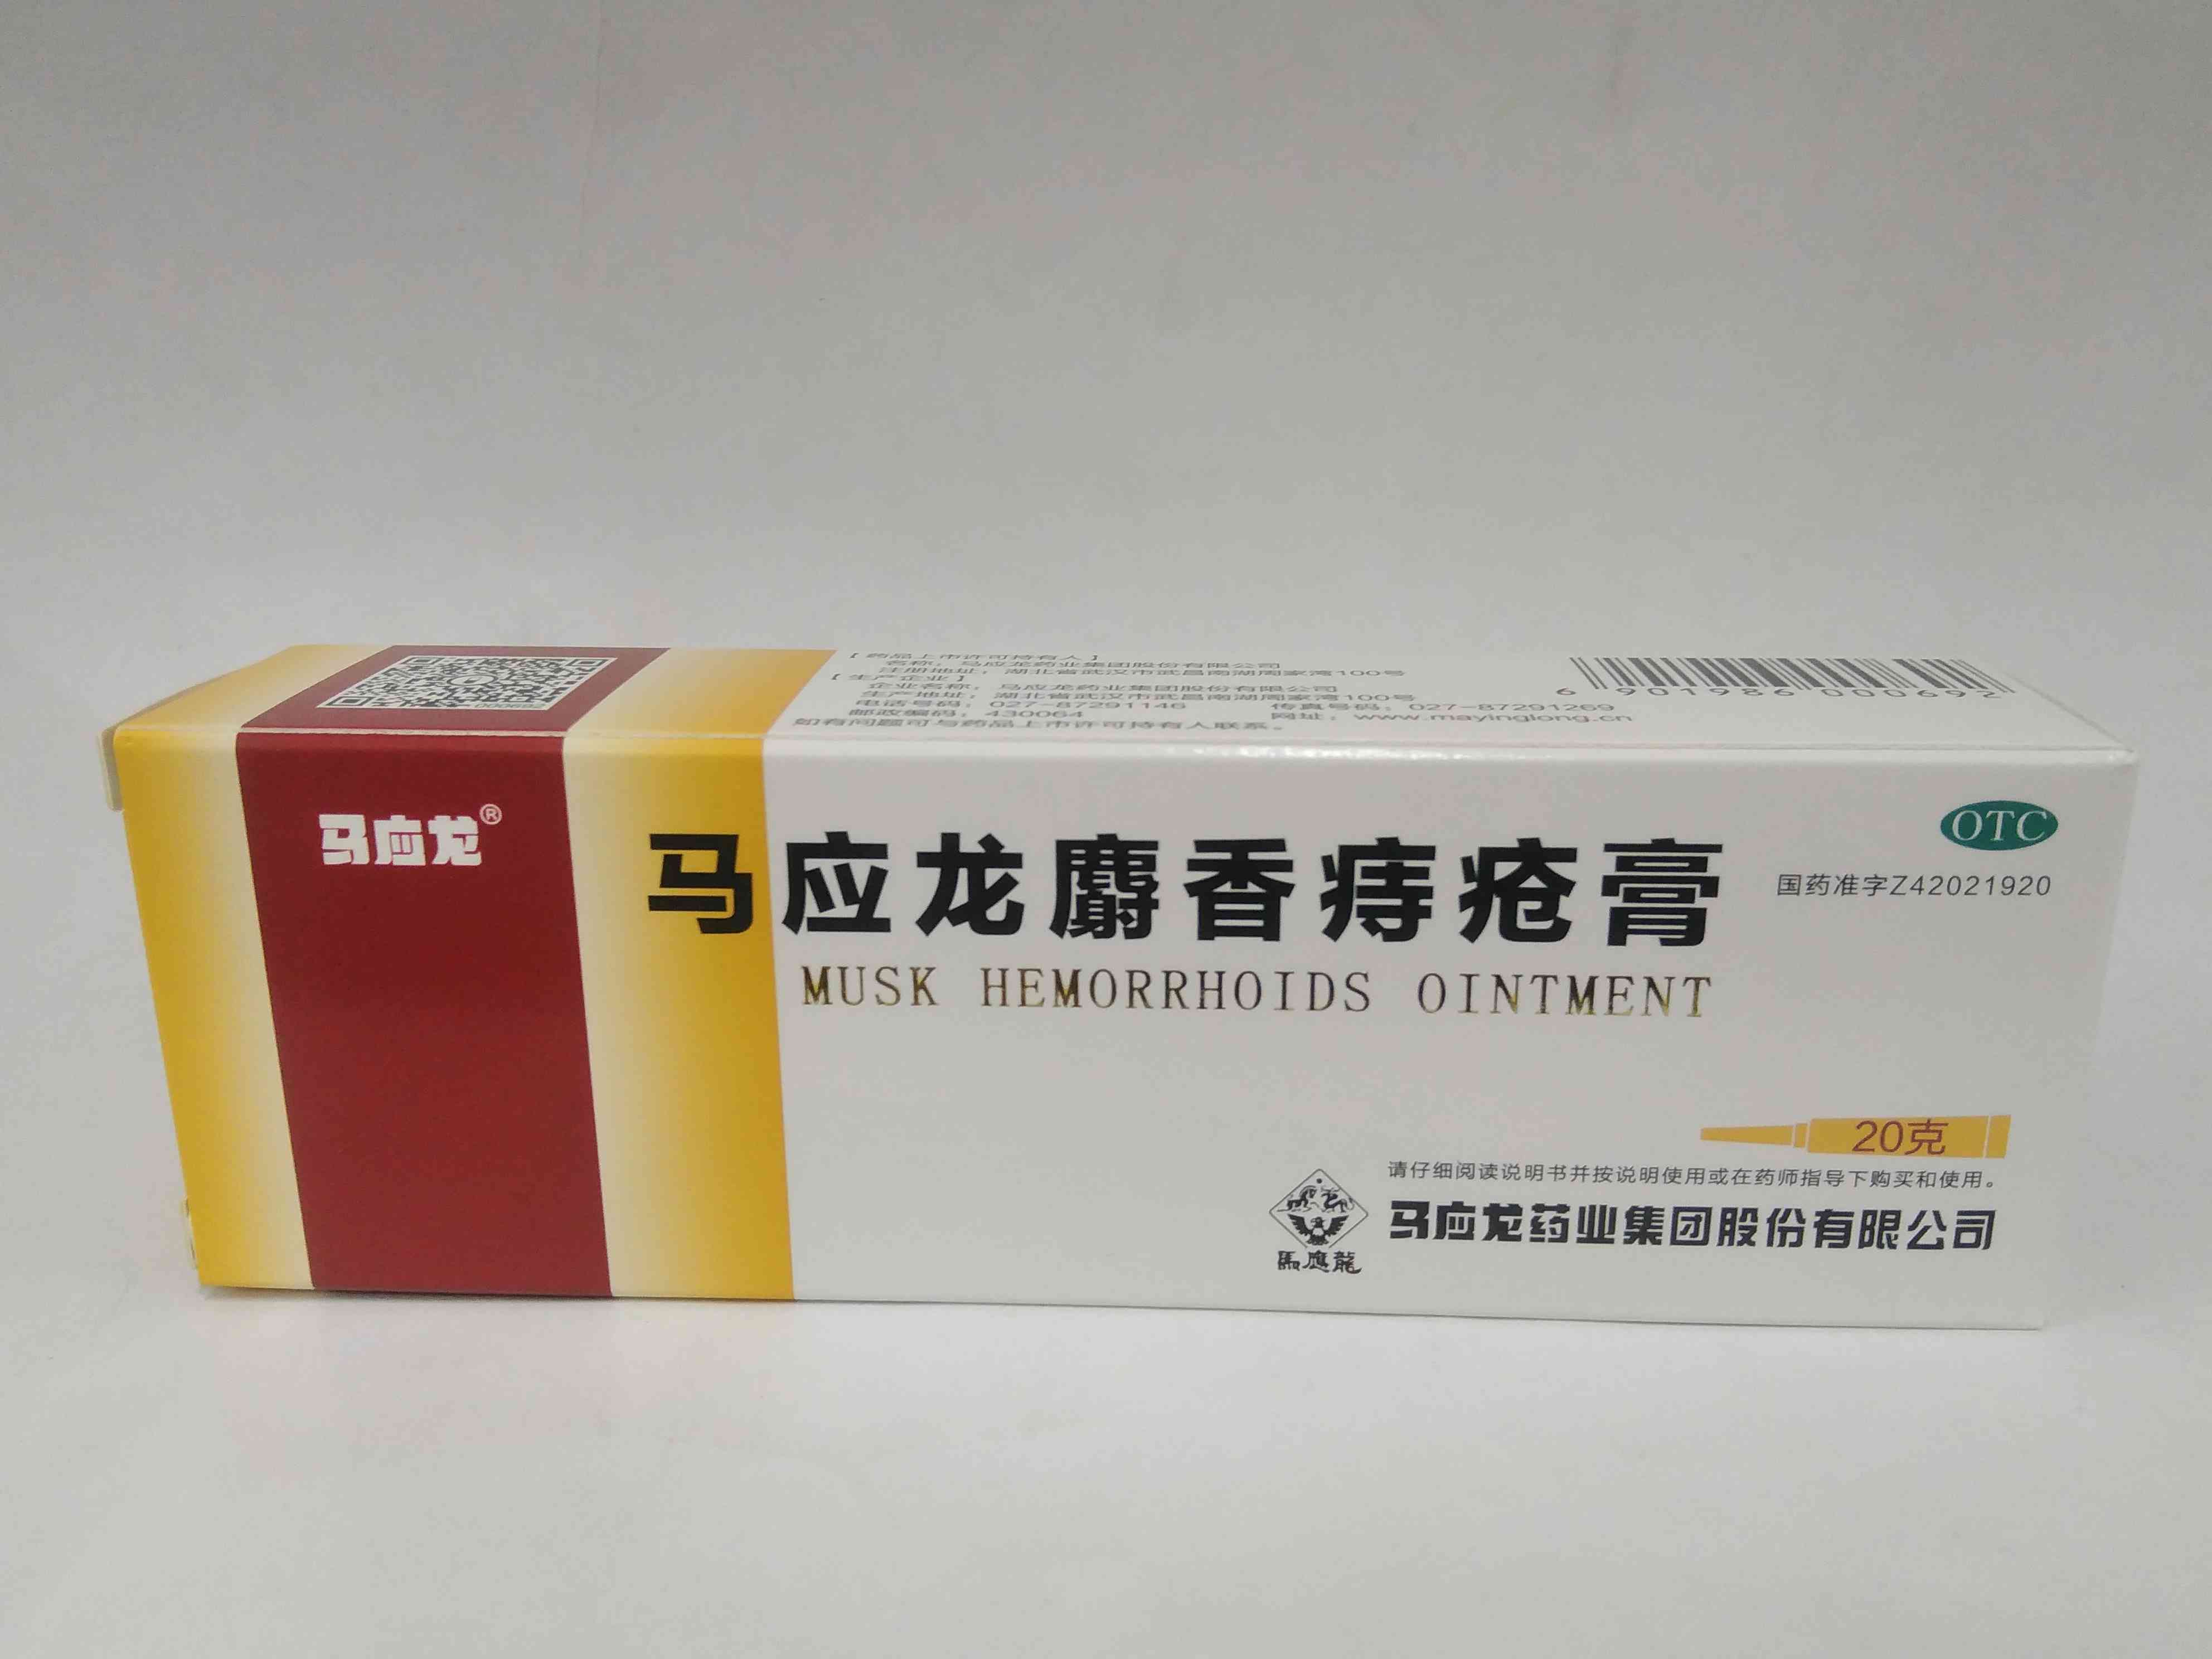 【药品上市许可持有人】
名称：马应龙药业集团股份有限公司
注册地址：湖北省武汉市武昌南湖周家湾100号
【生产企业】
企业名称：马应龙药业集团股份有限公司
生产地址：湖北省武汉市武昌南湖周家湾100号
电话号码：027-87291146 传真号码：027-87291269
邮政编码：430064 网址：www.mayinglong.cn
如有问题可与药品上市许可持有人联系。
6 901986 000692
000692
马应龙®
马应龙麝香痔疮膏
MUSK HEMORRHOIDS OINTMENT
OTC
国药准字Z42021920
20克
请仔细阅读说明书并按说明使用或在药师指导下购买和使用。
马应龙药业集团股份有限公司
馬應龍